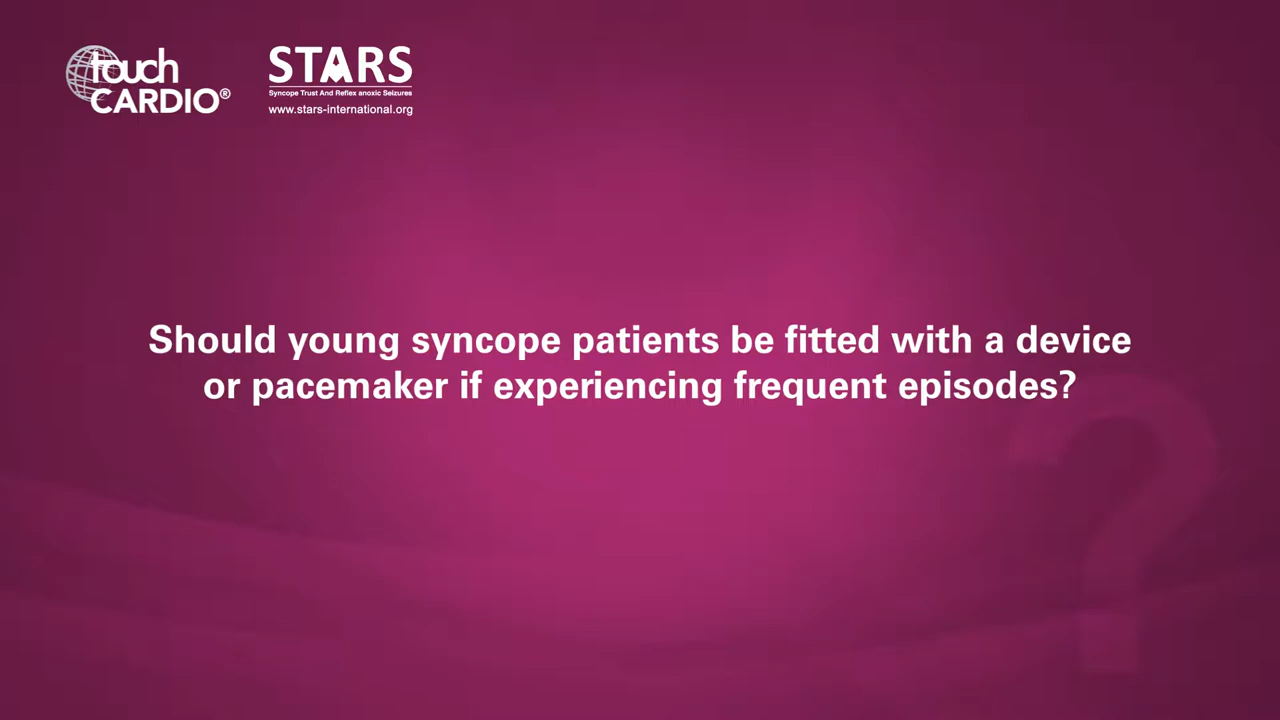 touch
CARDIO®
STARS
Syncope Trust And Reflex anoxic Seizures
www.stars-international.org
Should young syncope patients be fitted with a device
or pacemaker if experiencing frequent episodes?
?